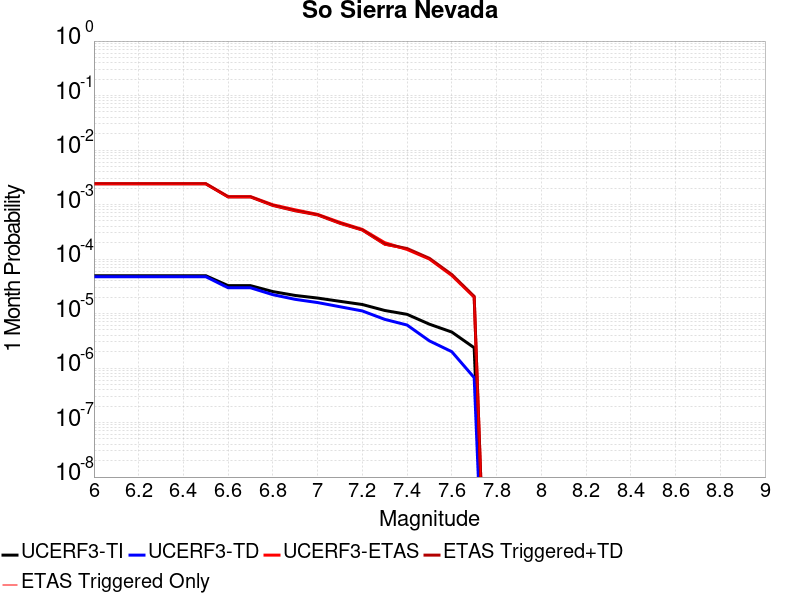 So Sierra Nevada
10^0
10^-1
10^-2
10^-3
10^-4
10^-5
10^-6
10^-7
10^-8
1 Month Probability
6 6.2 6.4 6.6 6.8 7 7.2 7.4 7.6 7.8 8 8.2 8.4 8.6 8.8 9
Magnitude
UCERF3-TI UCERF3-TD UCERF3-ETAS ETAS Triggered+TD
ETAS Triggered Only